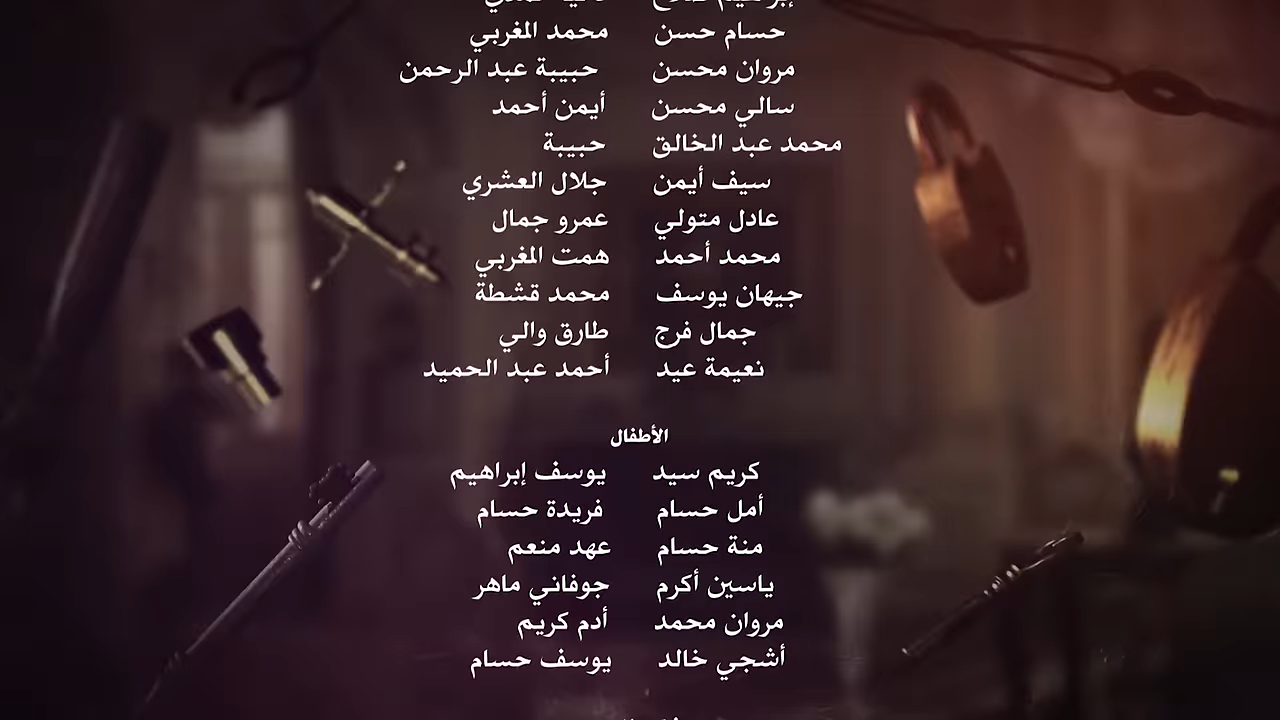 حسام حسن محمد المغربي
مروان محسن حبيبة عبد الرحمن
سالي محسن أيمن أحمد
محمد عبد الخالق حبيبة
سيف أيمن جلال العشري
عادل متولي عمرو جمال
محمد أحمد همت المغربي
جيهان يوسف محمد قشطة
جمال فرج طارق والي
نعيمة عيد أحمد عبد الحميد
الأطفال
كريم سيد يوسف إبراهيم
أمل حسام فريدة حسام
منة حسام عهد منعم
ياسين أكرم جوفاني ماهر
مروان محمد أدم كريم
أشجي خالد يوسف حسام